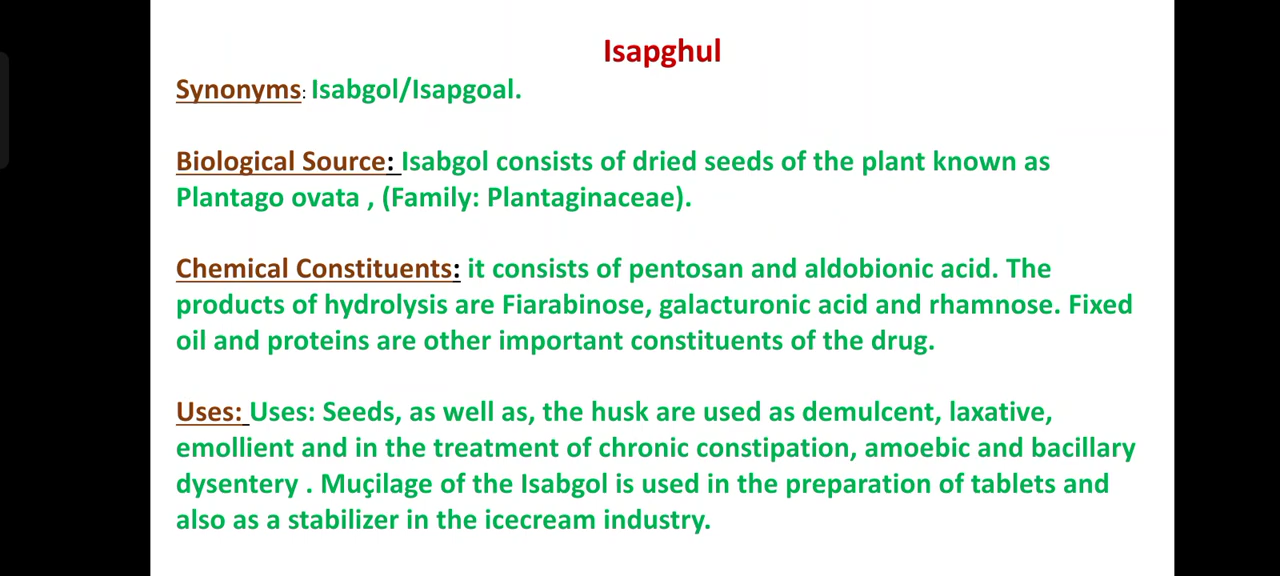 Isapghul
Synonyms: Isabgol/Isapgoal.
Biological Source: Isabgol consists of dried seeds of the plant known as
Plantago ovata , (Family: Plantaginaceae).
Chemical Constituents: it consists of pentosan and aldobionic acid. The
products of hydrolysis are Fiarabinose, galacturonic acid and rhamnose. Fixed
oil and proteins are other important constituents of the drug.
Uses: Uses: Seeds, as well as, the husk are used as demulcent, laxative,
emollient and in the treatment of chronic constipation, amoebic and bacillary
dysentery . Muçilage of the Isabgol is used in the preparation of tablets and
also as a stabilizer in the icecream industry.